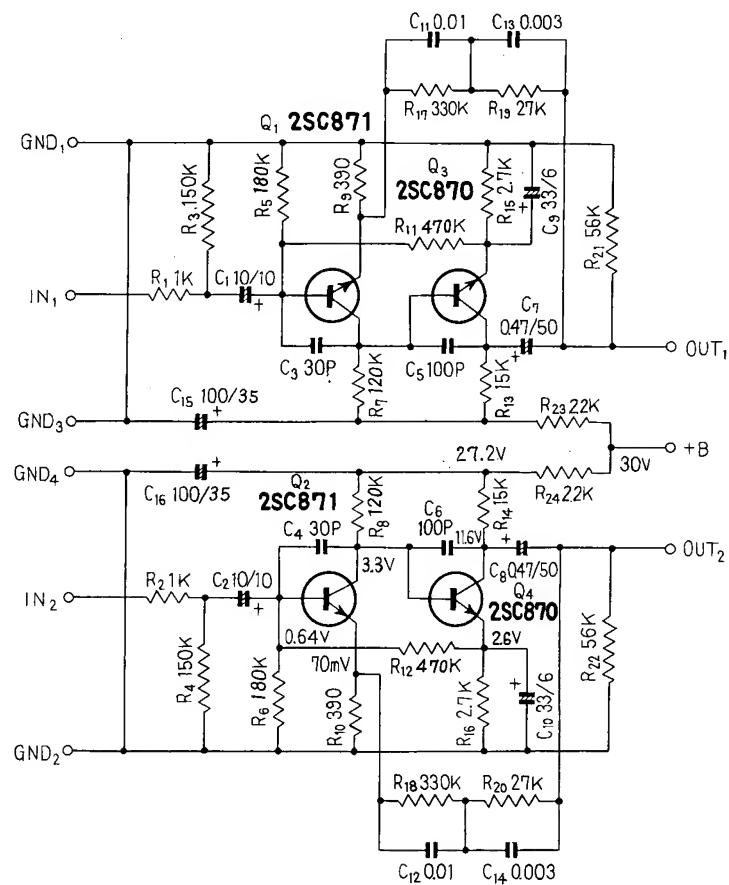 C11 0.01
C13 0.003
R17 330K
R19 27K
Q1 2SC871
GND1
R3 150K
R5 180K
R9 390
Q3
2SC870
R15 2.7K
C9 33/6
R11 470K
R21 56K
IN1
R1 1K
C1 10/10
+
+
C7
0.47/50
+
OUT1
C3 30P
C5 100P
R7 120K
R13 15K
C15 100/35
+
R23 2.2K
GND3
+B
30V
GND4
27.2V
C16 100/35
+
R24 2.2K
Q2
2SC871
R8 120K
C6
100P
R14 15K
C4 30P
11.6V
+
OUT2
3.3V
C8 0.47/50
R2 1K
C2 10/10
+
Q4
2SC870
IN2
0.64V
2.6V
70mV
R12 470K
R4 150K
R6 180K
R10 390
R16 2.7K
+
C10 33/6
R22 56K
GND2
R18 330K
R20 27K
C12 0.01
C14 0.003